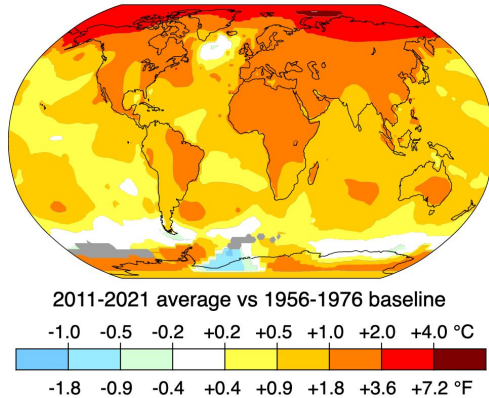 2011-2021 average vs 1956-1976 baseline
-1.0 -0.5 -0.2 +0.2 +0.5 +1.0 +2.0 +4.0 °C
-1.8 -0.9 -0.4 +0.4 +0.9 +1.8 +3.6 +7.2 °F